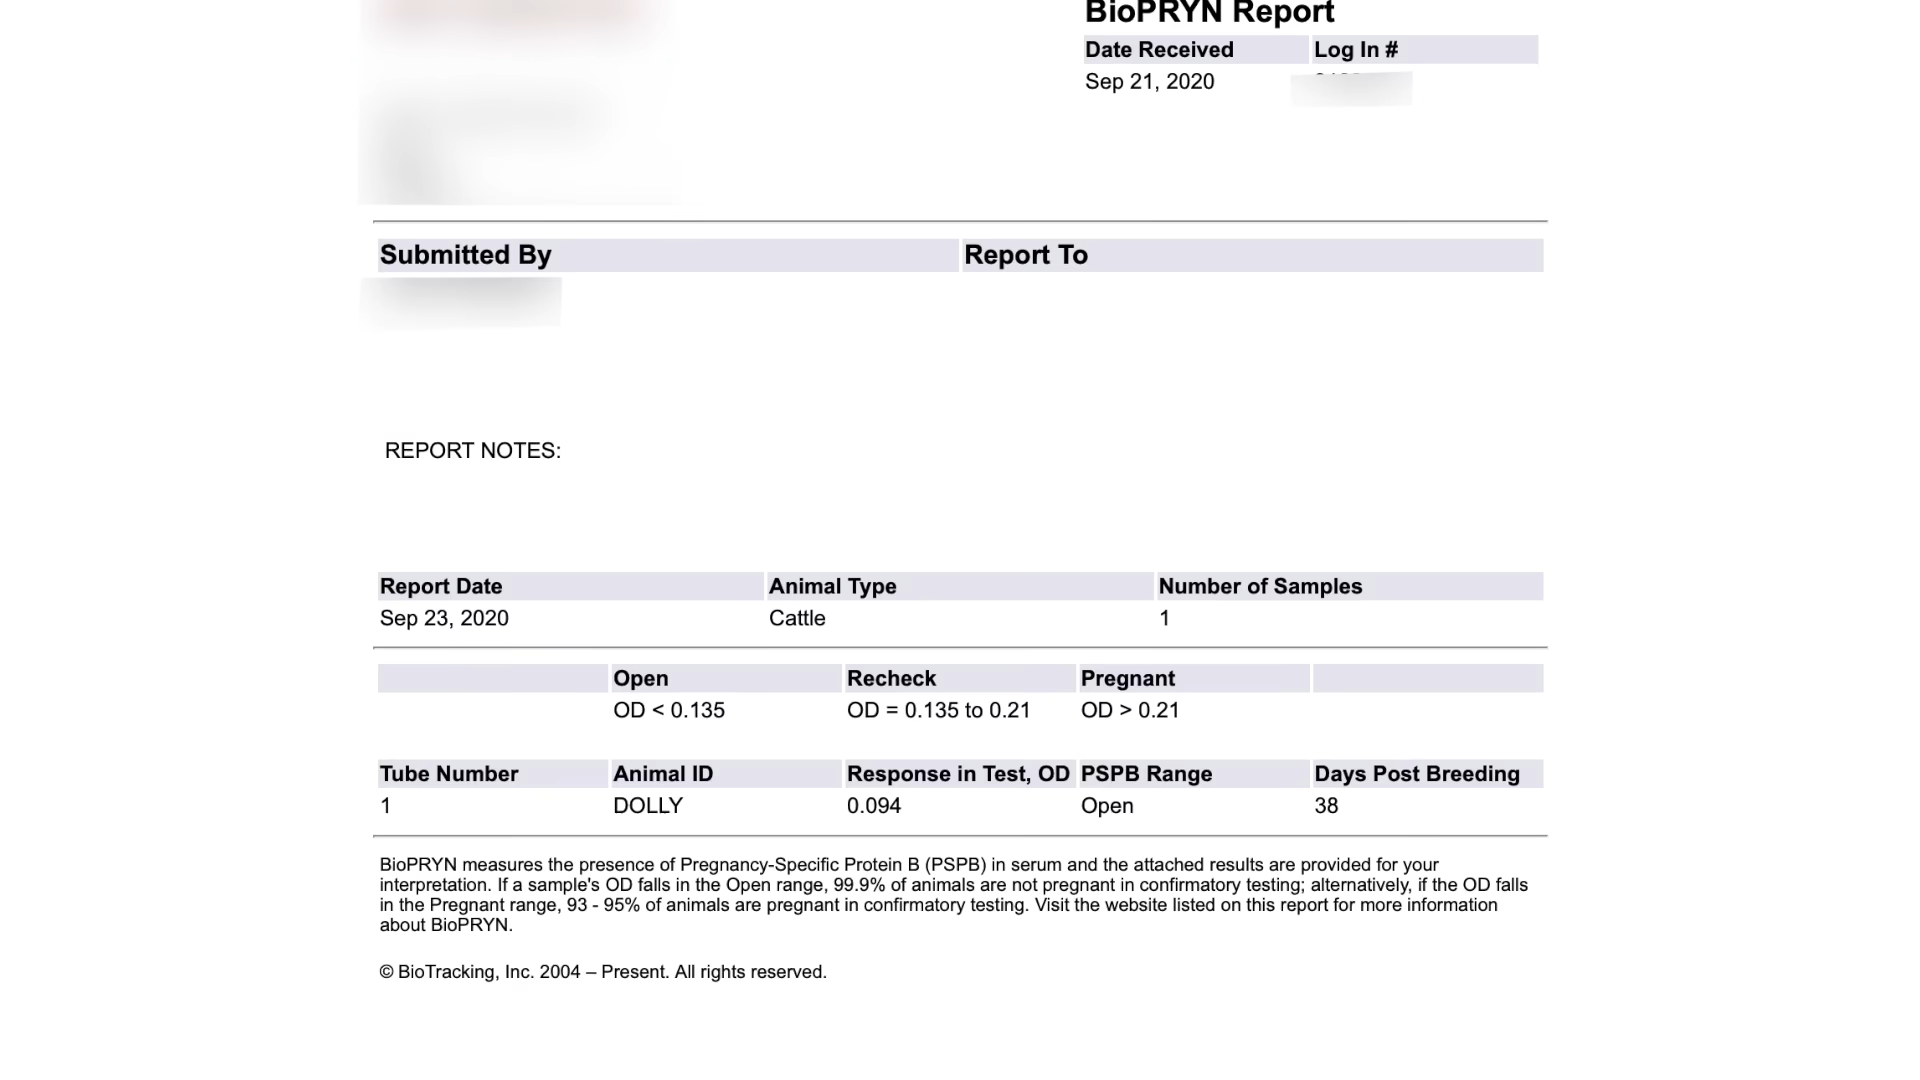 BioPRYN Report
Date Received Log In #
Sep 21, 2020
Submitted By Report To
REPORT NOTES:
Report Date Animal Type Number of Samples
Sep 23, 2020 Cattle 1
Open Recheck Pregnant
OD < 0.135 OD = 0.135 to 0.21 OD > 0.21
Tube Number Animal ID Response in Test, OD PSPB Range Days Post Breeding
1 DOLLY 0.094 Open 38
BioPRYN measures the presence of Pregnancy-Specific Protein B (PSPB) in serum and the attached results are provided for your
interpretation. If a sample's OD falls in the Open range, 99.9% of animals are not pregnant in confirmatory testing; alternatively, if the OD falls
in the Pregnant range, 93 - 95% of animals are pregnant in confirmatory testing. Visit the website listed on this report for more information
about BioPRYN.
© BioTracking, Inc. 2004 – Present. All rights reserved.